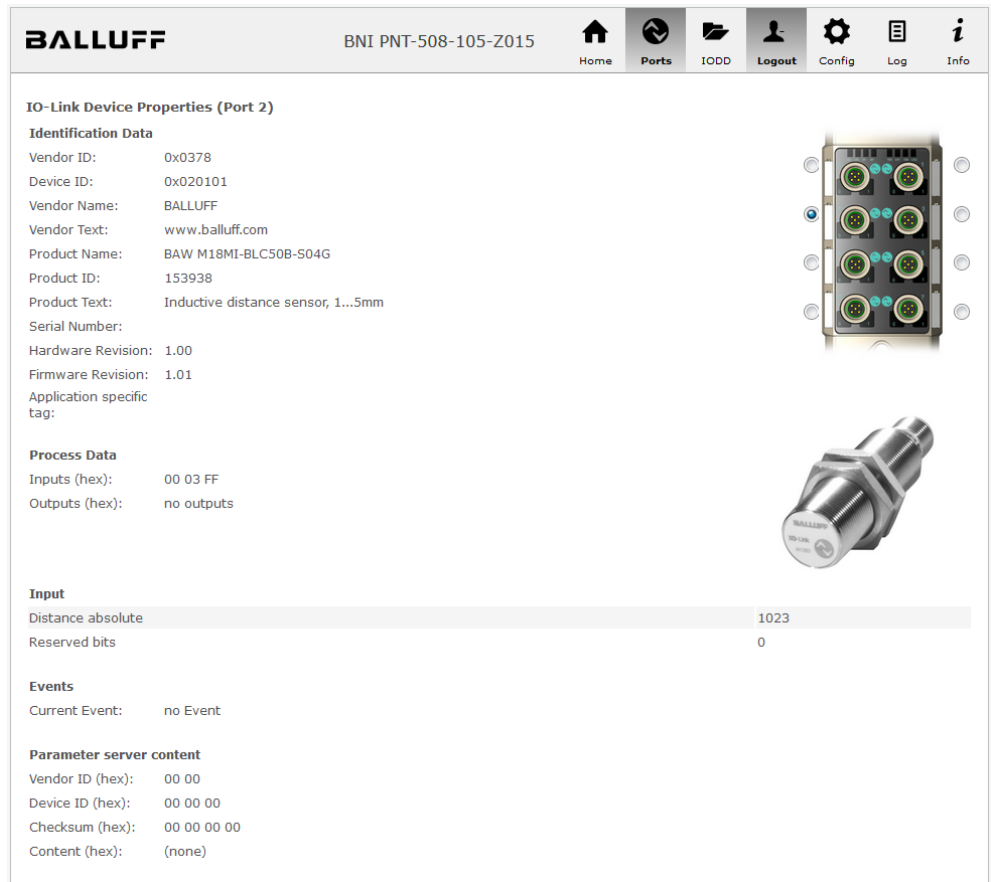 BALLUFF
BNI PNT-508-105-Z015
Home Ports IODD Logout Config Log Info
IO-Link Device Properties (Port 2)
Identification Data
Vendor ID: 0x0378
Device ID: 0x020101
Vendor Name: BALLUFF
Vendor Text: www.balluff.com
Product Name: BAW M18MI-BLC50B-S04G
Product ID: 153938
Product Text: Inductive distance sensor, 1...5mm
Serial Number:
Hardware Revision: 1.00
Firmware Revision: 1.01
Application specific
tag:
Process Data
Inputs (hex): 00 03 FF
Outputs (hex): no outputs
BALLUFF
IO-Link
Input
Distance absolute 1023
Reserved bits 0
Events
Current Event: no Event
Parameter server content
Vendor ID (hex): 00 00
Device ID (hex): 00 00 00
Checksum (hex): 00 00 00 00
Content (hex): (none)